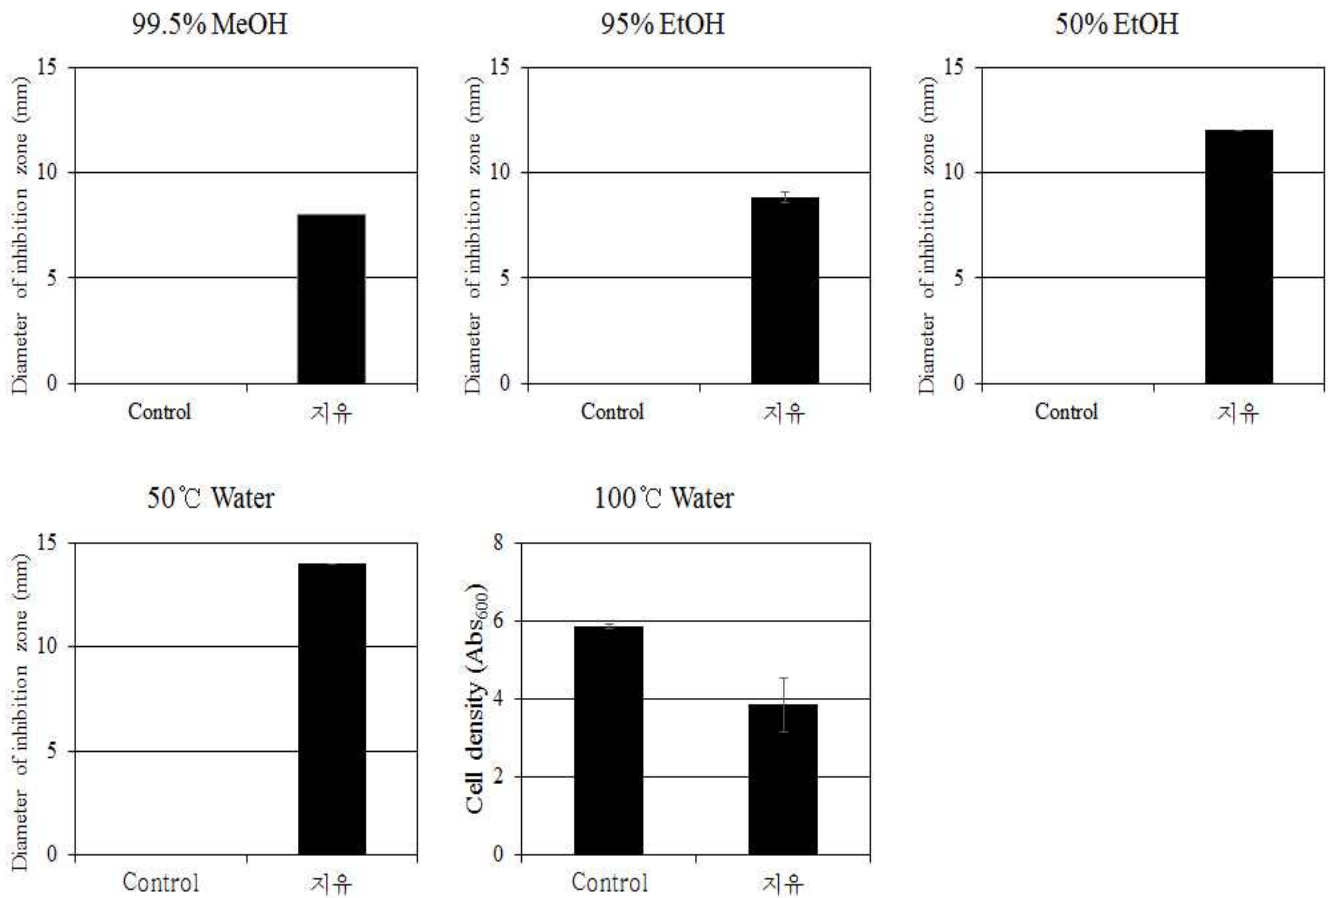 99.5% MeOH
Diameter of inhibition zone (mm)
15
10
5
0
Control
지유
95% EtOH
Diameter of inhibition zone (mm)
15
10
5
0
Control
지유
50% EtOH
Diameter of inhibition zone (mm)
15
10
5
0
Control
지유
50℃ Water
Diameter of inhibition zone (mm)
15
10
5
0
Control
지유
100℃ Water
Cell density (Abs600)
8
6
4
2
0
Control
지유